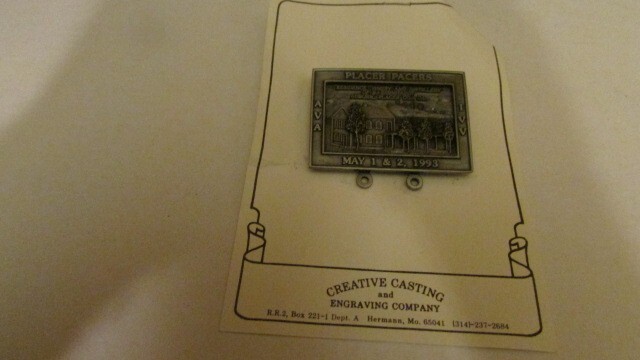 PLACER PACERS
AVA
IVV
MAY 1 & 2, 1993
CREATIVE CASTING
and
ENGRAVING COMPANY
R.R.2, Box 221-1 Dept. A Hermann, Mo. 65041 (314)-237-2684